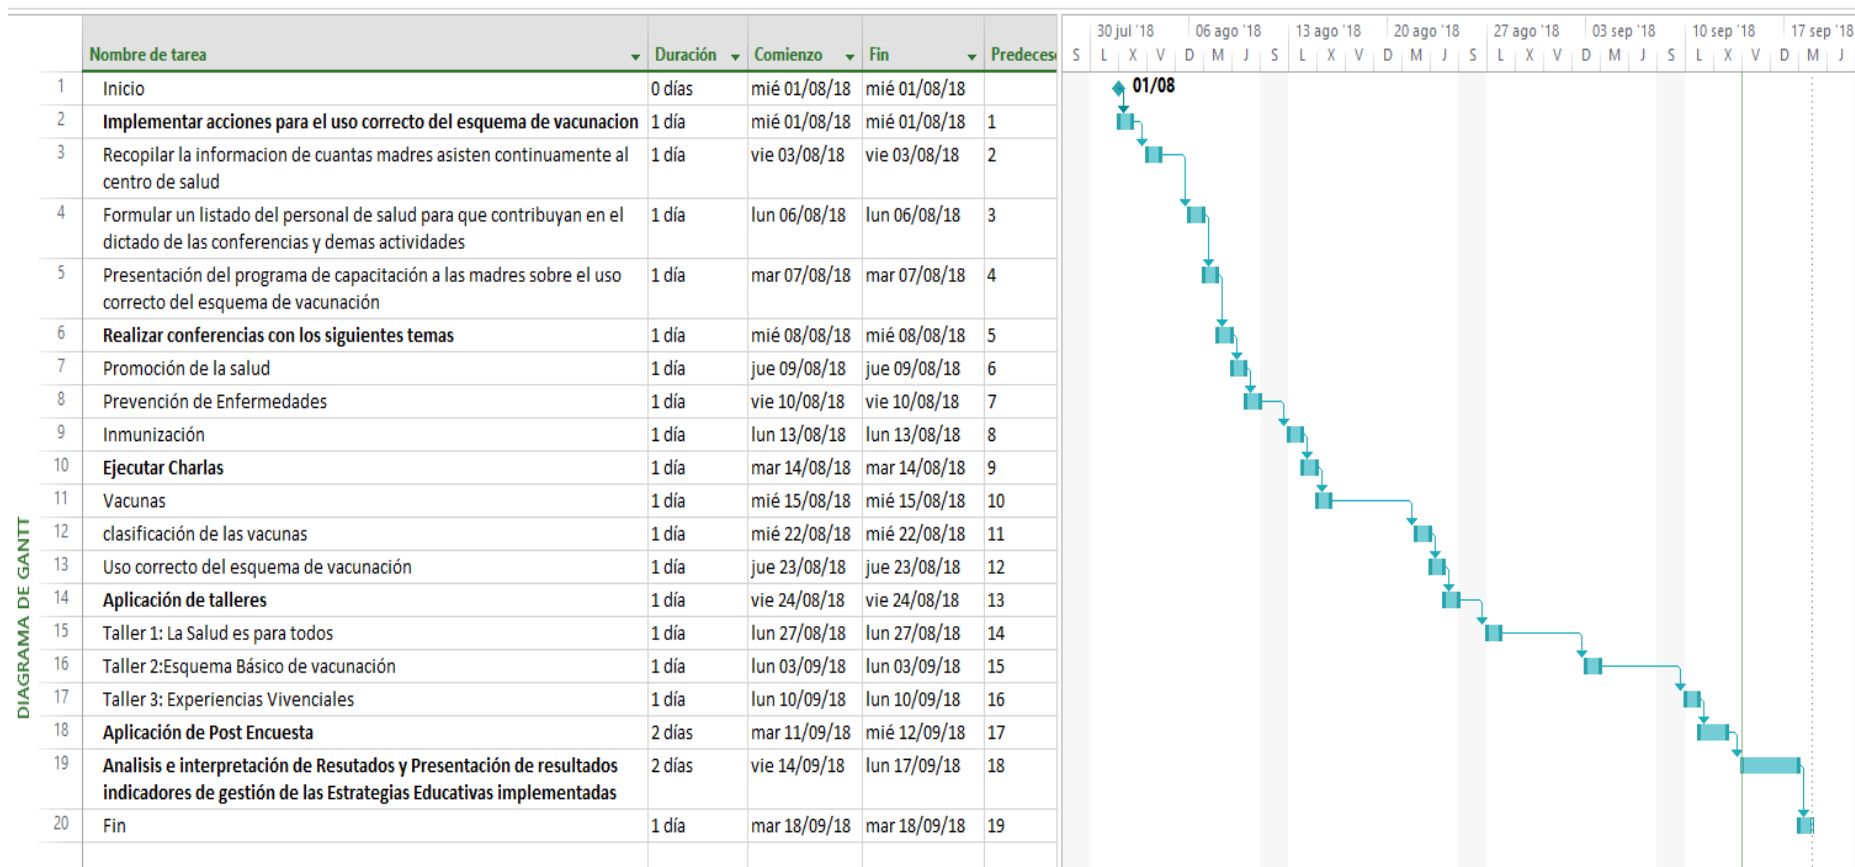 30 jul '18 06 ago '18 13 ago '18 20 ago '18 27 ago '18 03 sep '18 10 sep '18 17 sep '18
Nombre de tarea Duración Comienzo Fin Predeces
S L X V D M J S L X V D M J S L X V D M J S L X V D M J
1 Inicio 0 días mié 01/08/18 mié 01/08/18
01/08
2 Implementar acciones para el uso correcto del esquema de vacunacion 1 día mié 01/08/18 mié 01/08/18 1
3 Recopilar la informacion de cuantas madres asisten continuamente al 1 día vie 03/08/18 vie 03/08/18 2
centro de salud
4 Formular un listado del personal de salud para que contribuyan en el 1 día lun 06/08/18 lun 06/08/18 3
dictado de las conferencias y demas actividades
5 Presentación del programa de capacitación a las madres sobre el uso 1 día mar 07/08/18 mar 07/08/18 4
correcto del esquema de vacunación
6 Realizar conferencias con los siguientes temas 1 día mié 08/08/18 mié 08/08/18 5
7 Promoción de la salud 1 día jue 09/08/18 jue 09/08/18 6
8 Prevención de Enfermedades 1 día vie 10/08/18 vie 10/08/18 7
9 Inmunización 1 día lun 13/08/18 lun 13/08/18 8
10 Ejecutar Charlas 1 día mar 14/08/18 mar 14/08/18 9
11 Vacunas 1 día mié 15/08/18 mié 15/08/18 10
12 clasificación de las vacunas 1 día mié 22/08/18 mié 22/08/18 11
13 Uso correcto del esquema de vacunación 1 día jue 23/08/18 jue 23/08/18 12
14 Aplicación de talleres 1 día vie 24/08/18 vie 24/08/18 13
15 Taller 1: La Salud es para todos 1 día lun 27/08/18 lun 27/08/18 14
16 Taller 2:Esquema Básico de vacunación 1 día lun 03/09/18 lun 03/09/18 15
17 Taller 3: Experiencias Vivenciales 1 día lun 10/09/18 lun 10/09/18 16
18 Aplicación de Post Encuesta 2 días mar 11/09/18 mié 12/09/18 17
19 Analisis e interpretación de Resutados y Presentación de resultados 2 días vie 14/09/18 lun 17/09/18 18
indicadores de gestión de las Estrategias Educativas implementadas
20 Fin 1 día mar 18/09/18 mar 18/09/18 19
DIAGRAMA DE GANTT